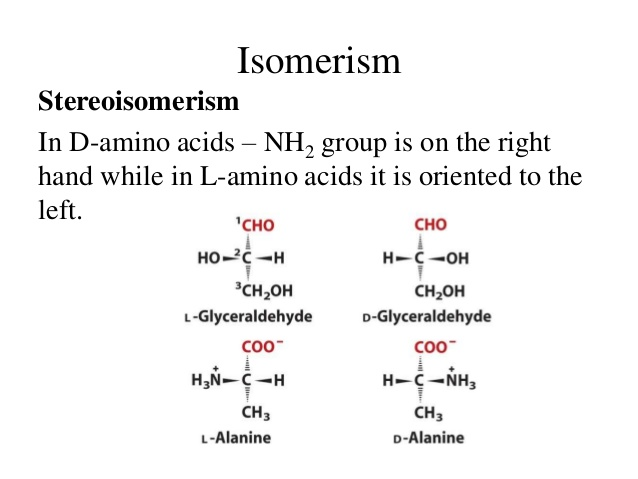 Isomerism
Stereoisomerism
In D-amino acids – NH₂ group is on the right
hand while in L-amino acids it is oriented to the
left.
¹CHO
HO ²C H
³CH₂OH
L-Glyceraldehyde
CHO
H C OH
CH₂OH
D-Glyceraldehyde
COO⁻
H₃N⁺ C H
CH₃
L-Alanine
COO⁻
H C N⁺H₃
CH₃
D-Alanine